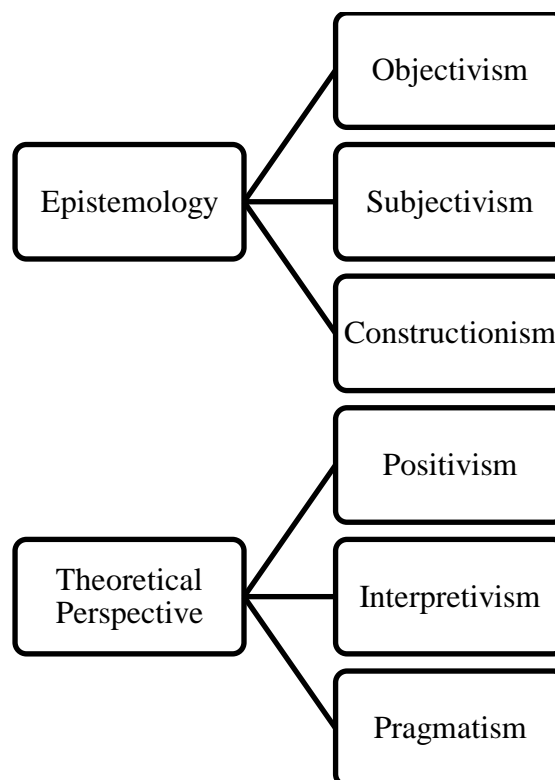 Epistemology
Objectivism
Subjectivism
Constructionism
Theoretical
Perspective
Positivism
Interpretivism
Pragmatism